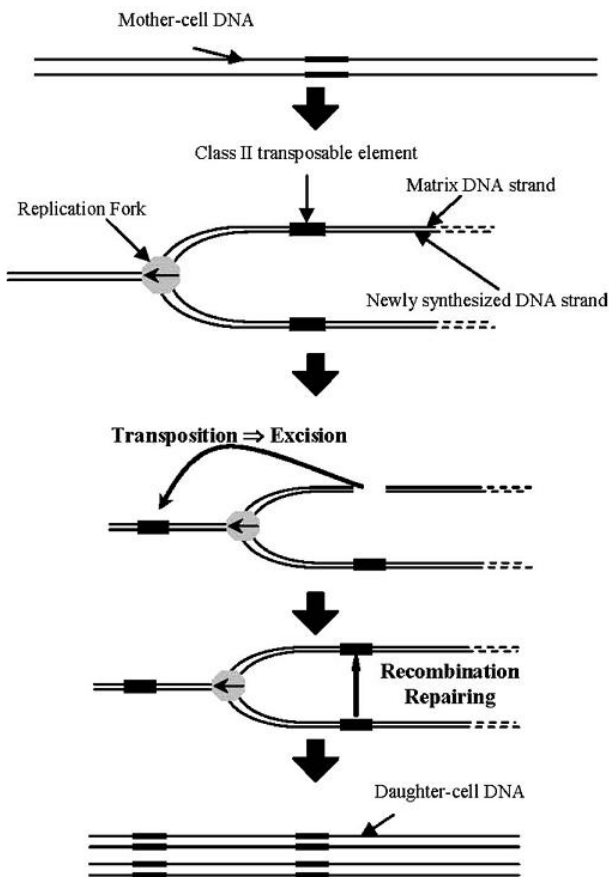 Mother-cell DNA
Class II transposable element
Matrix DNA strand
Replication Fork
Newly synthesized DNA strand
Transposition ⇒ Excision
Recombination
Repairing
Daughter-cell DNA